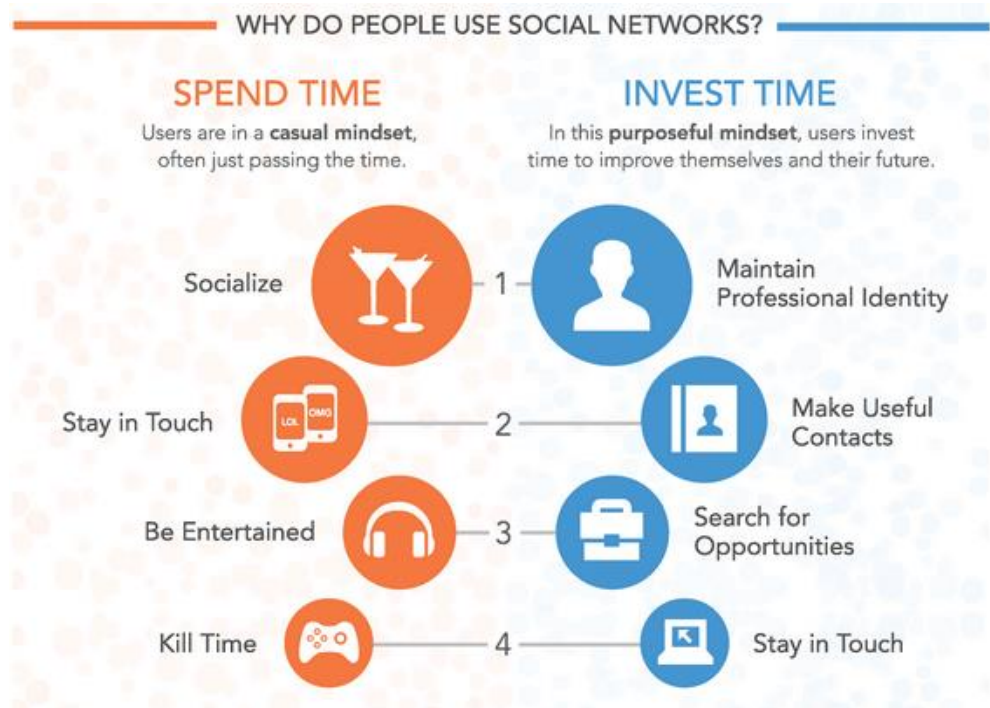 WHY DO PEOPLE USE SOCIAL NETWORKS?
SPEND TIME
Users are in a casual mindset,
often just passing the time.
INVEST TIME
In this purposeful mindset, users invest
time to improve themselves and their future.
Socialize
1
Maintain
Professional Identity
Stay in Touch
LOL
OMG
2
Make Useful
Contacts
Be Entertained
3
Search for
Opportunities
Kill Time
4
Stay in Touch